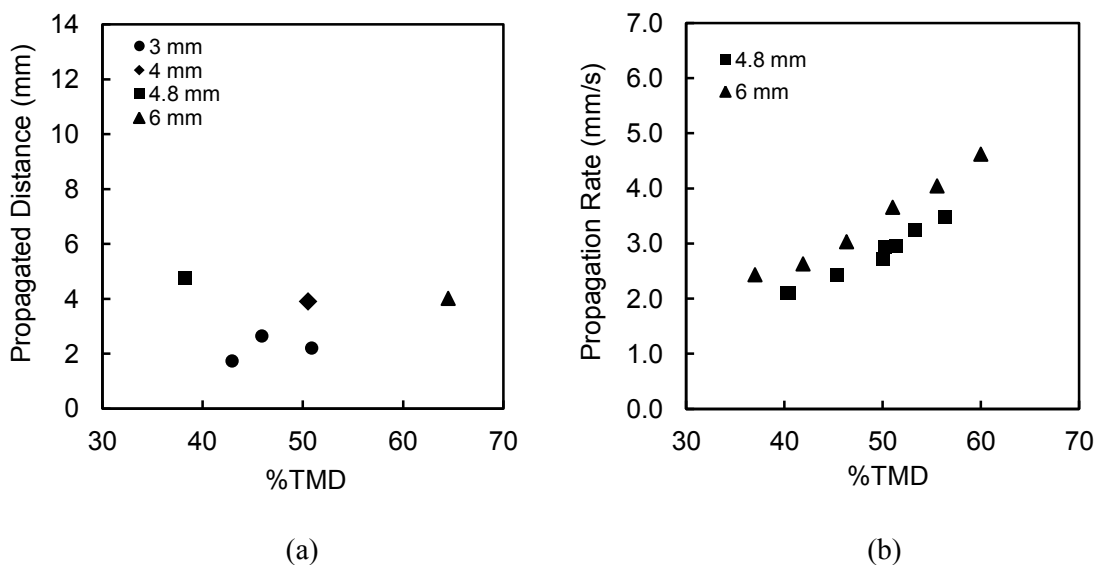 14
12
10
8
6
4
2
0
Propagated Distance (mm)
3 mm
4 mm
4.8 mm
6 mm
30 40 50 60 70
%TMD
(a)
7.0
6.0
5.0
4.0
3.0
2.0
1.0
0.0
Propagation Rate (mm/s)
4.8 mm
6 mm
30 40 50 60 70
%TMD
(b)